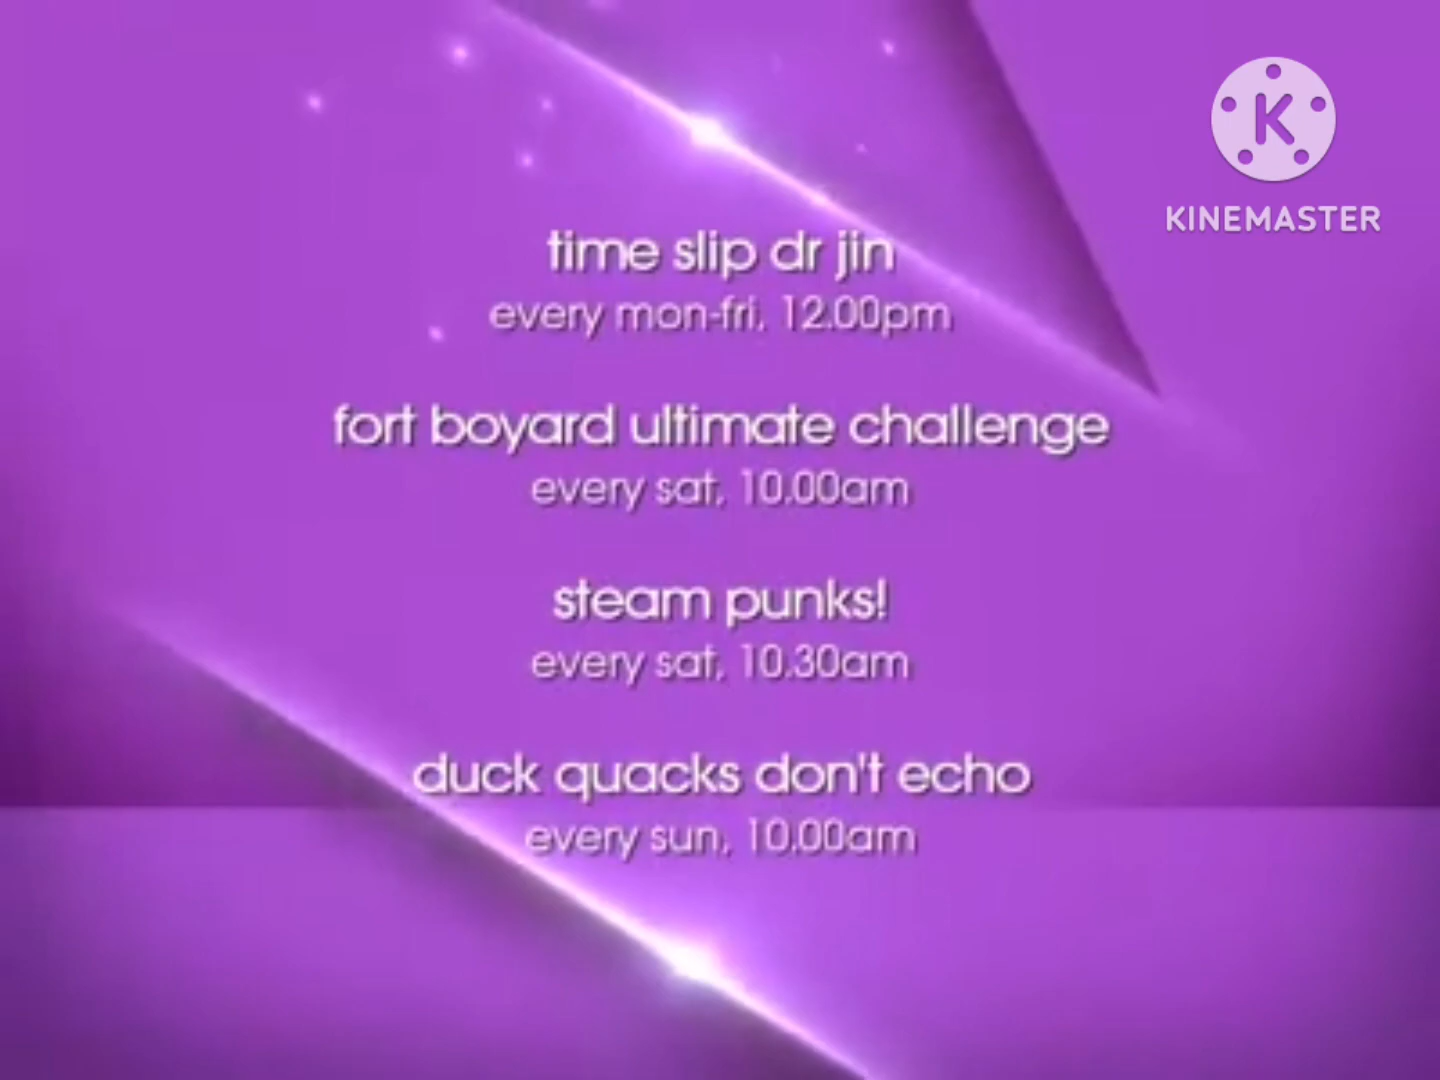 KINEMASTER
time slip dr jin
every mon-fri, 12.00pm
fort boyard ultimate challenge
every sat, 10.00am
steam punks!
every sat, 10.30am
duck quacks don't echo
every sun, 10.00am